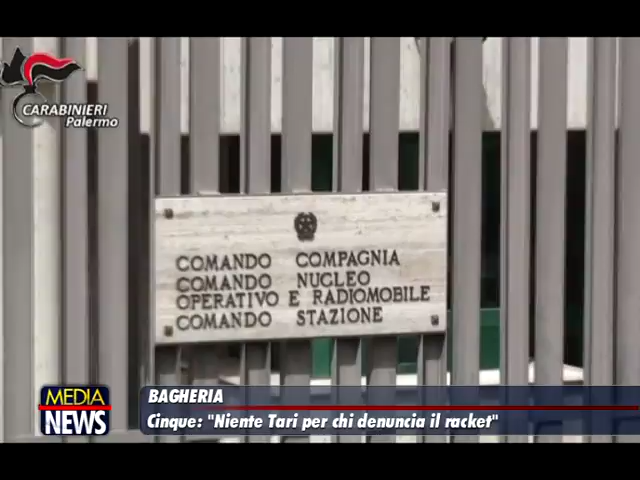 CARABINIERI
Palermo
COMANDO COMPAGNIA
COMANDO NUCLEO
OPERATIVO E RADIOMOBILE
COMANDO STAZIONE
MEDIA
NEWS
BAGHERIA
Cinque: "Niente Tari per chi denuncia il racket"